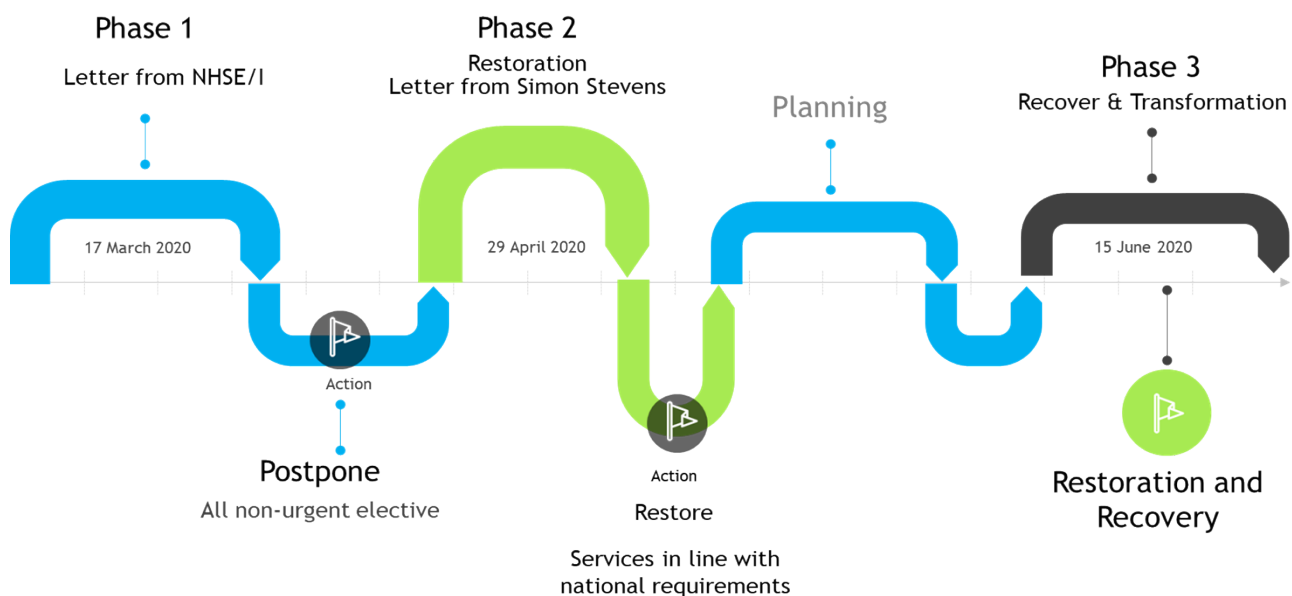 Phase 1
Letter from NHSE/I
17 March 2020
Action
Postpone
All non-urgent elective
Phase 2
Restoration
Letter from Simon Stevens
29 April 2020
Action
Restore
Services in line with
national requirements
Planning
Phase 3
Recover & Transformation
15 June 2020
Restoration and
Recovery